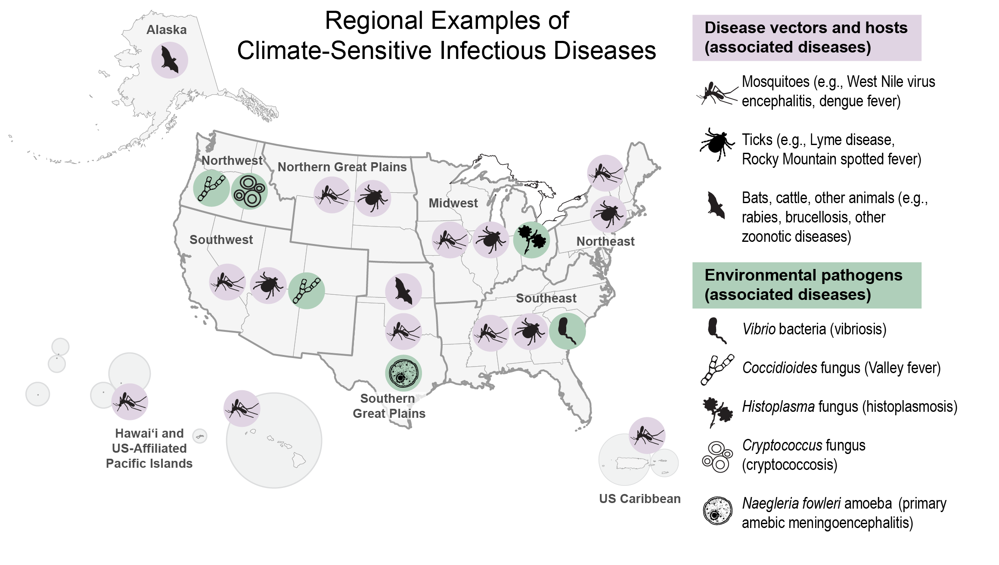 Regional Examples of
Climate-Sensitive Infectious Diseases
Alaska
Northwest
Northern Great Plains
Midwest
Southwest
Northeast
Southeast
Southern
Great Plains
Hawaiʻi and
US-Affiliated
Pacific Islands
US Caribbean
Disease vectors and hosts
(associated diseases)
Mosquitoes (e.g., West Nile virus
encephalitis, dengue fever)
Ticks (e.g., Lyme disease,
Rocky Mountain spotted fever)
Bats, cattle, other animals (e.g.,
rabies, brucellosis, other
zoonotic diseases)
Environmental pathogens
(associated diseases)
Vibrio bacteria (vibriosis)
Coccidioides fungus (Valley fever)
Histoplasma fungus (histoplasmosis)
Cryptococcus fungus
(cryptococcosis)
Naegleria fowleri amoeba (primary
amebic meningoencephalitis)